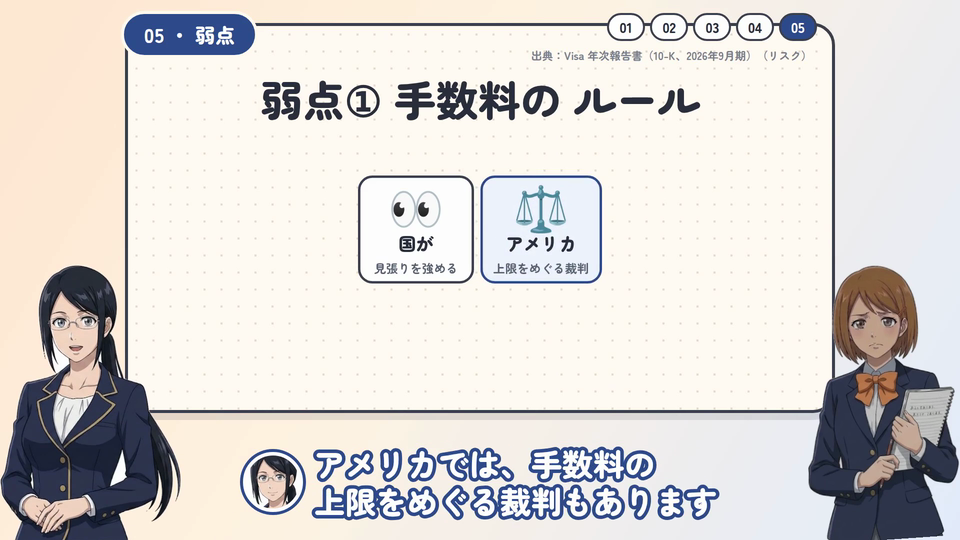 05 ・ 弱点
01 02 03 04 05
出典：Visa 年次報告書（10-K、2026年9月期）（リスク）
弱点① 手数料の ルール
国が
見張りを強める
アメリカ
上限をめぐる裁判
アメリカでは、手数料の
上限をめぐる裁判もあります